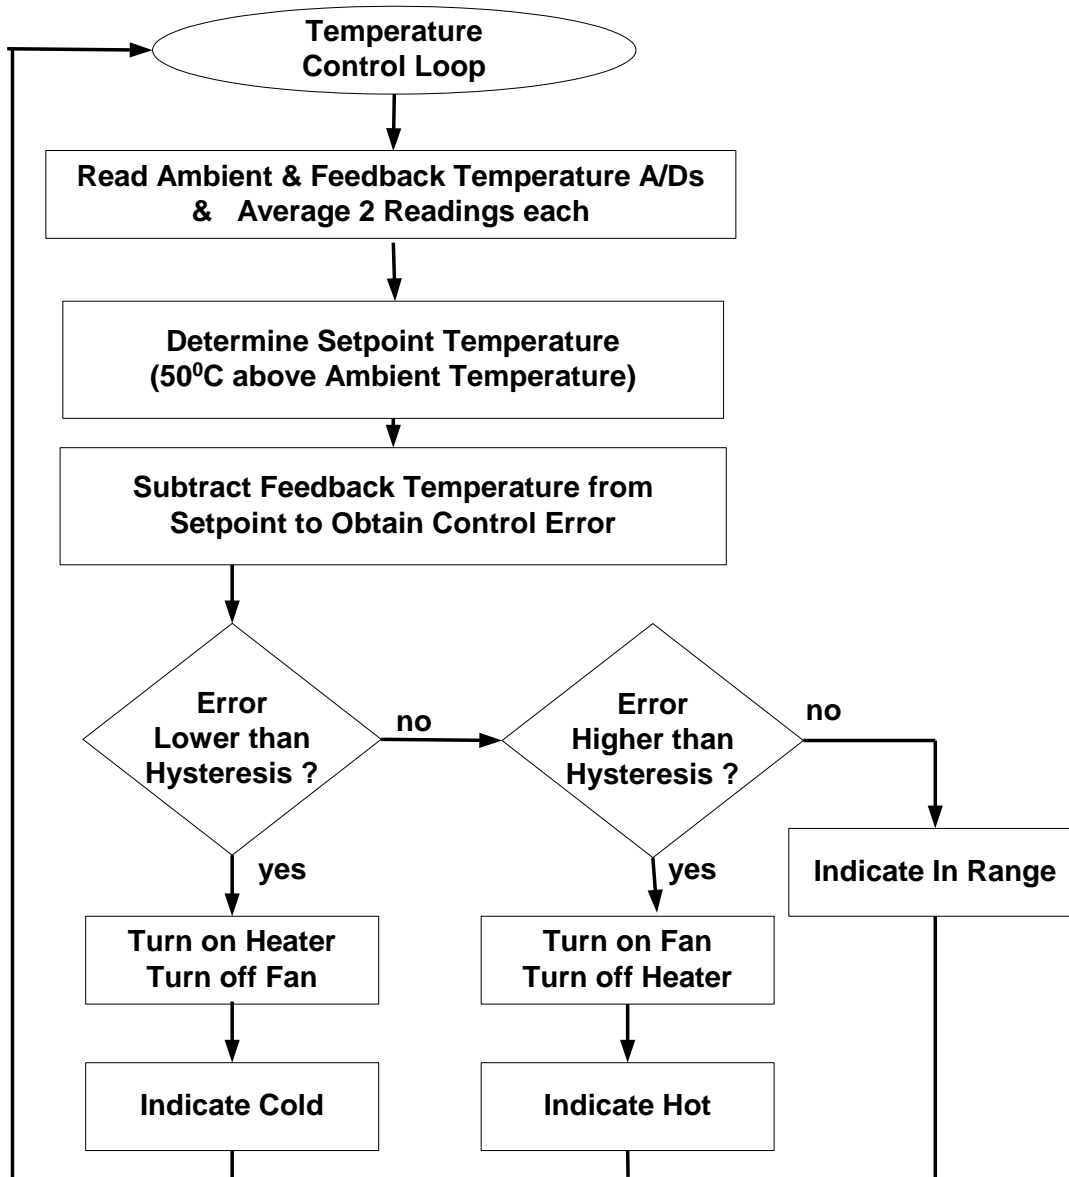 Temperature
Control Loop
Read Ambient & Feedback Temperature A/Ds
& Average 2 Readings each
Determine Setpoint Temperature
(50⁰C above Ambient Temperature)
Subtract Feedback Temperature from
Setpoint to Obtain Control Error
Error
Lower than
Hysteresis ?
no
Error
Higher than
Hysteresis ?
no
yes
yes
Indicate In Range
Turn on Heater
Turn off Fan
Turn on Fan
Turn off Heater
Indicate Cold
Indicate Hot